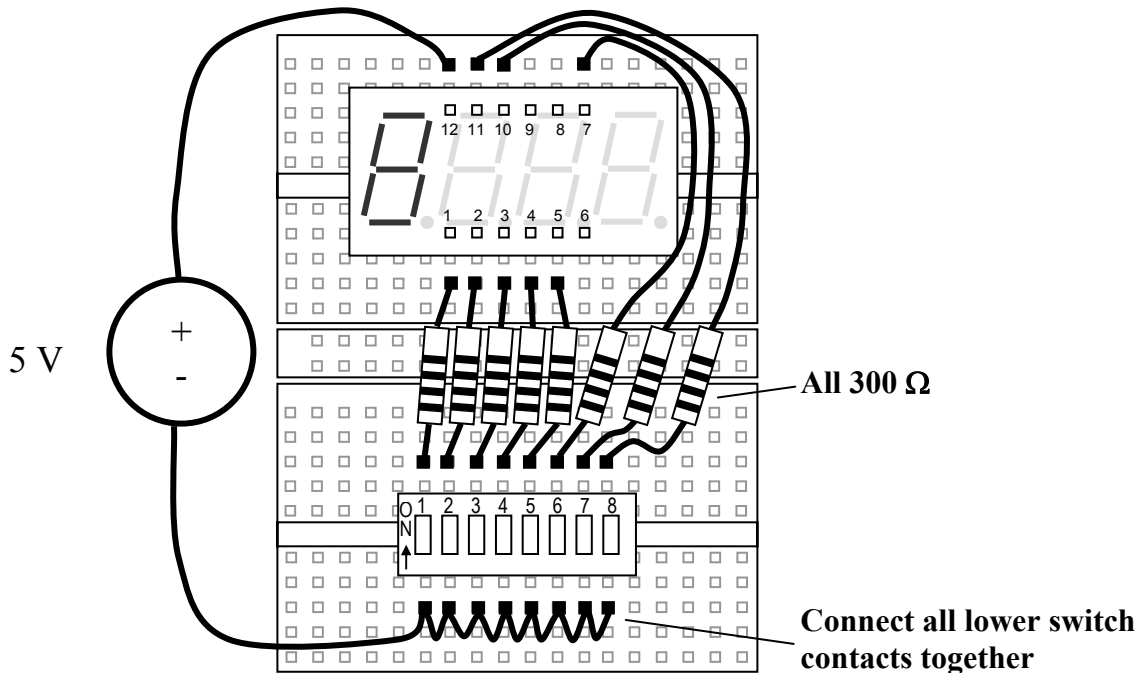 12 11 10 9 8 7
1 2 3 4 5 6
+
-
5 V
All 300 Ω
ON 1 2 3 4 5 6 7 8
Connect all lower switch
contacts together